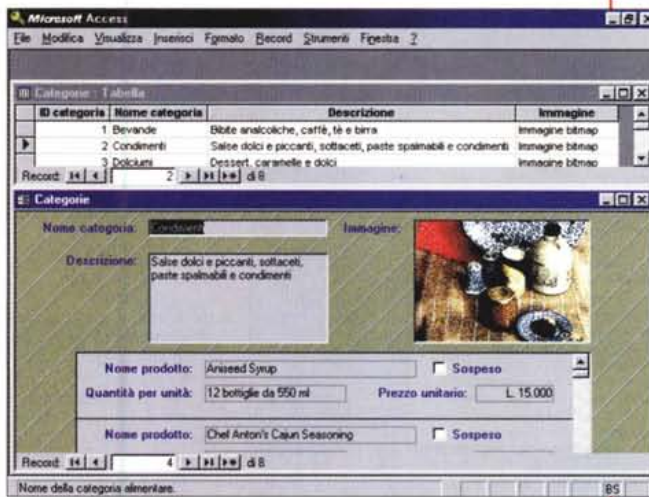 Microsoft Access
File Modifica Visualizza Inserisci Formato Record Strumenti Finestra ?
Categorie : Tabella
ID categoria Nome categoria Descrizione Immagine
1 Bevande Bibite analcoliche, caffè, tè e birra Immagine bitmap
2 Condimenti Salse dolci e piccanti, sottaceti, paste spalmabili e condimenti Immagine bitmap
3 Dolciumi Dessert, caramelle e dolci Immagine bitmap
Record: 2 di 8
Categorie
Nome categoria: Condimenti Immagine:
Descrizione: Salse dolci e piccanti, sottaceti,
paste spalmabili e condimenti
Nome prodotto: Aniseed Syrup Sospeso
Quantità per unità: 12 bottiglie da 550 ml Prezzo unitario: L. 15.000
Nome prodotto: Chef Anton's Cajun Seasoning Sospeso
Record: 4 di 8
Nome della categoria alimentare. BS